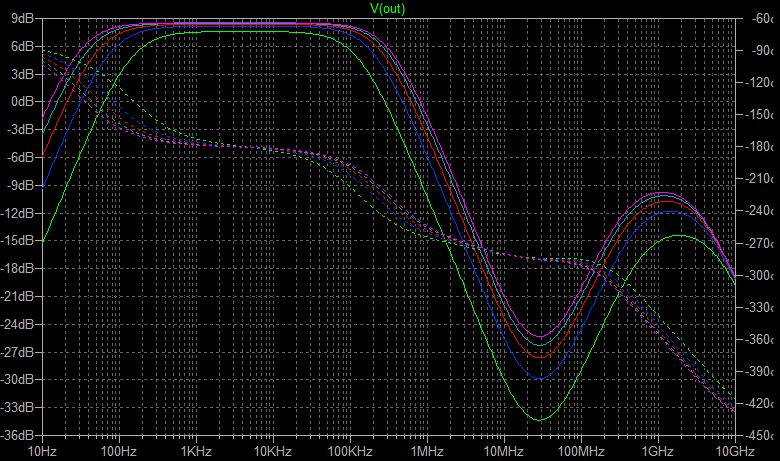 V(out)
9dB
6dB
3dB
0dB
-3dB
-6dB
-9dB
-12dB
-15dB
-18dB
-21dB
-24dB
-27dB
-30dB
-33dB
-36dB
-60
-90
-120
-150
-180
-210
-240
-270
-300
-330
-360
-390
-420
-450
10Hz 100Hz 1KHz 10KHz 100KHz 1MHz 10MHz 100MHz 1GHz 10GHz